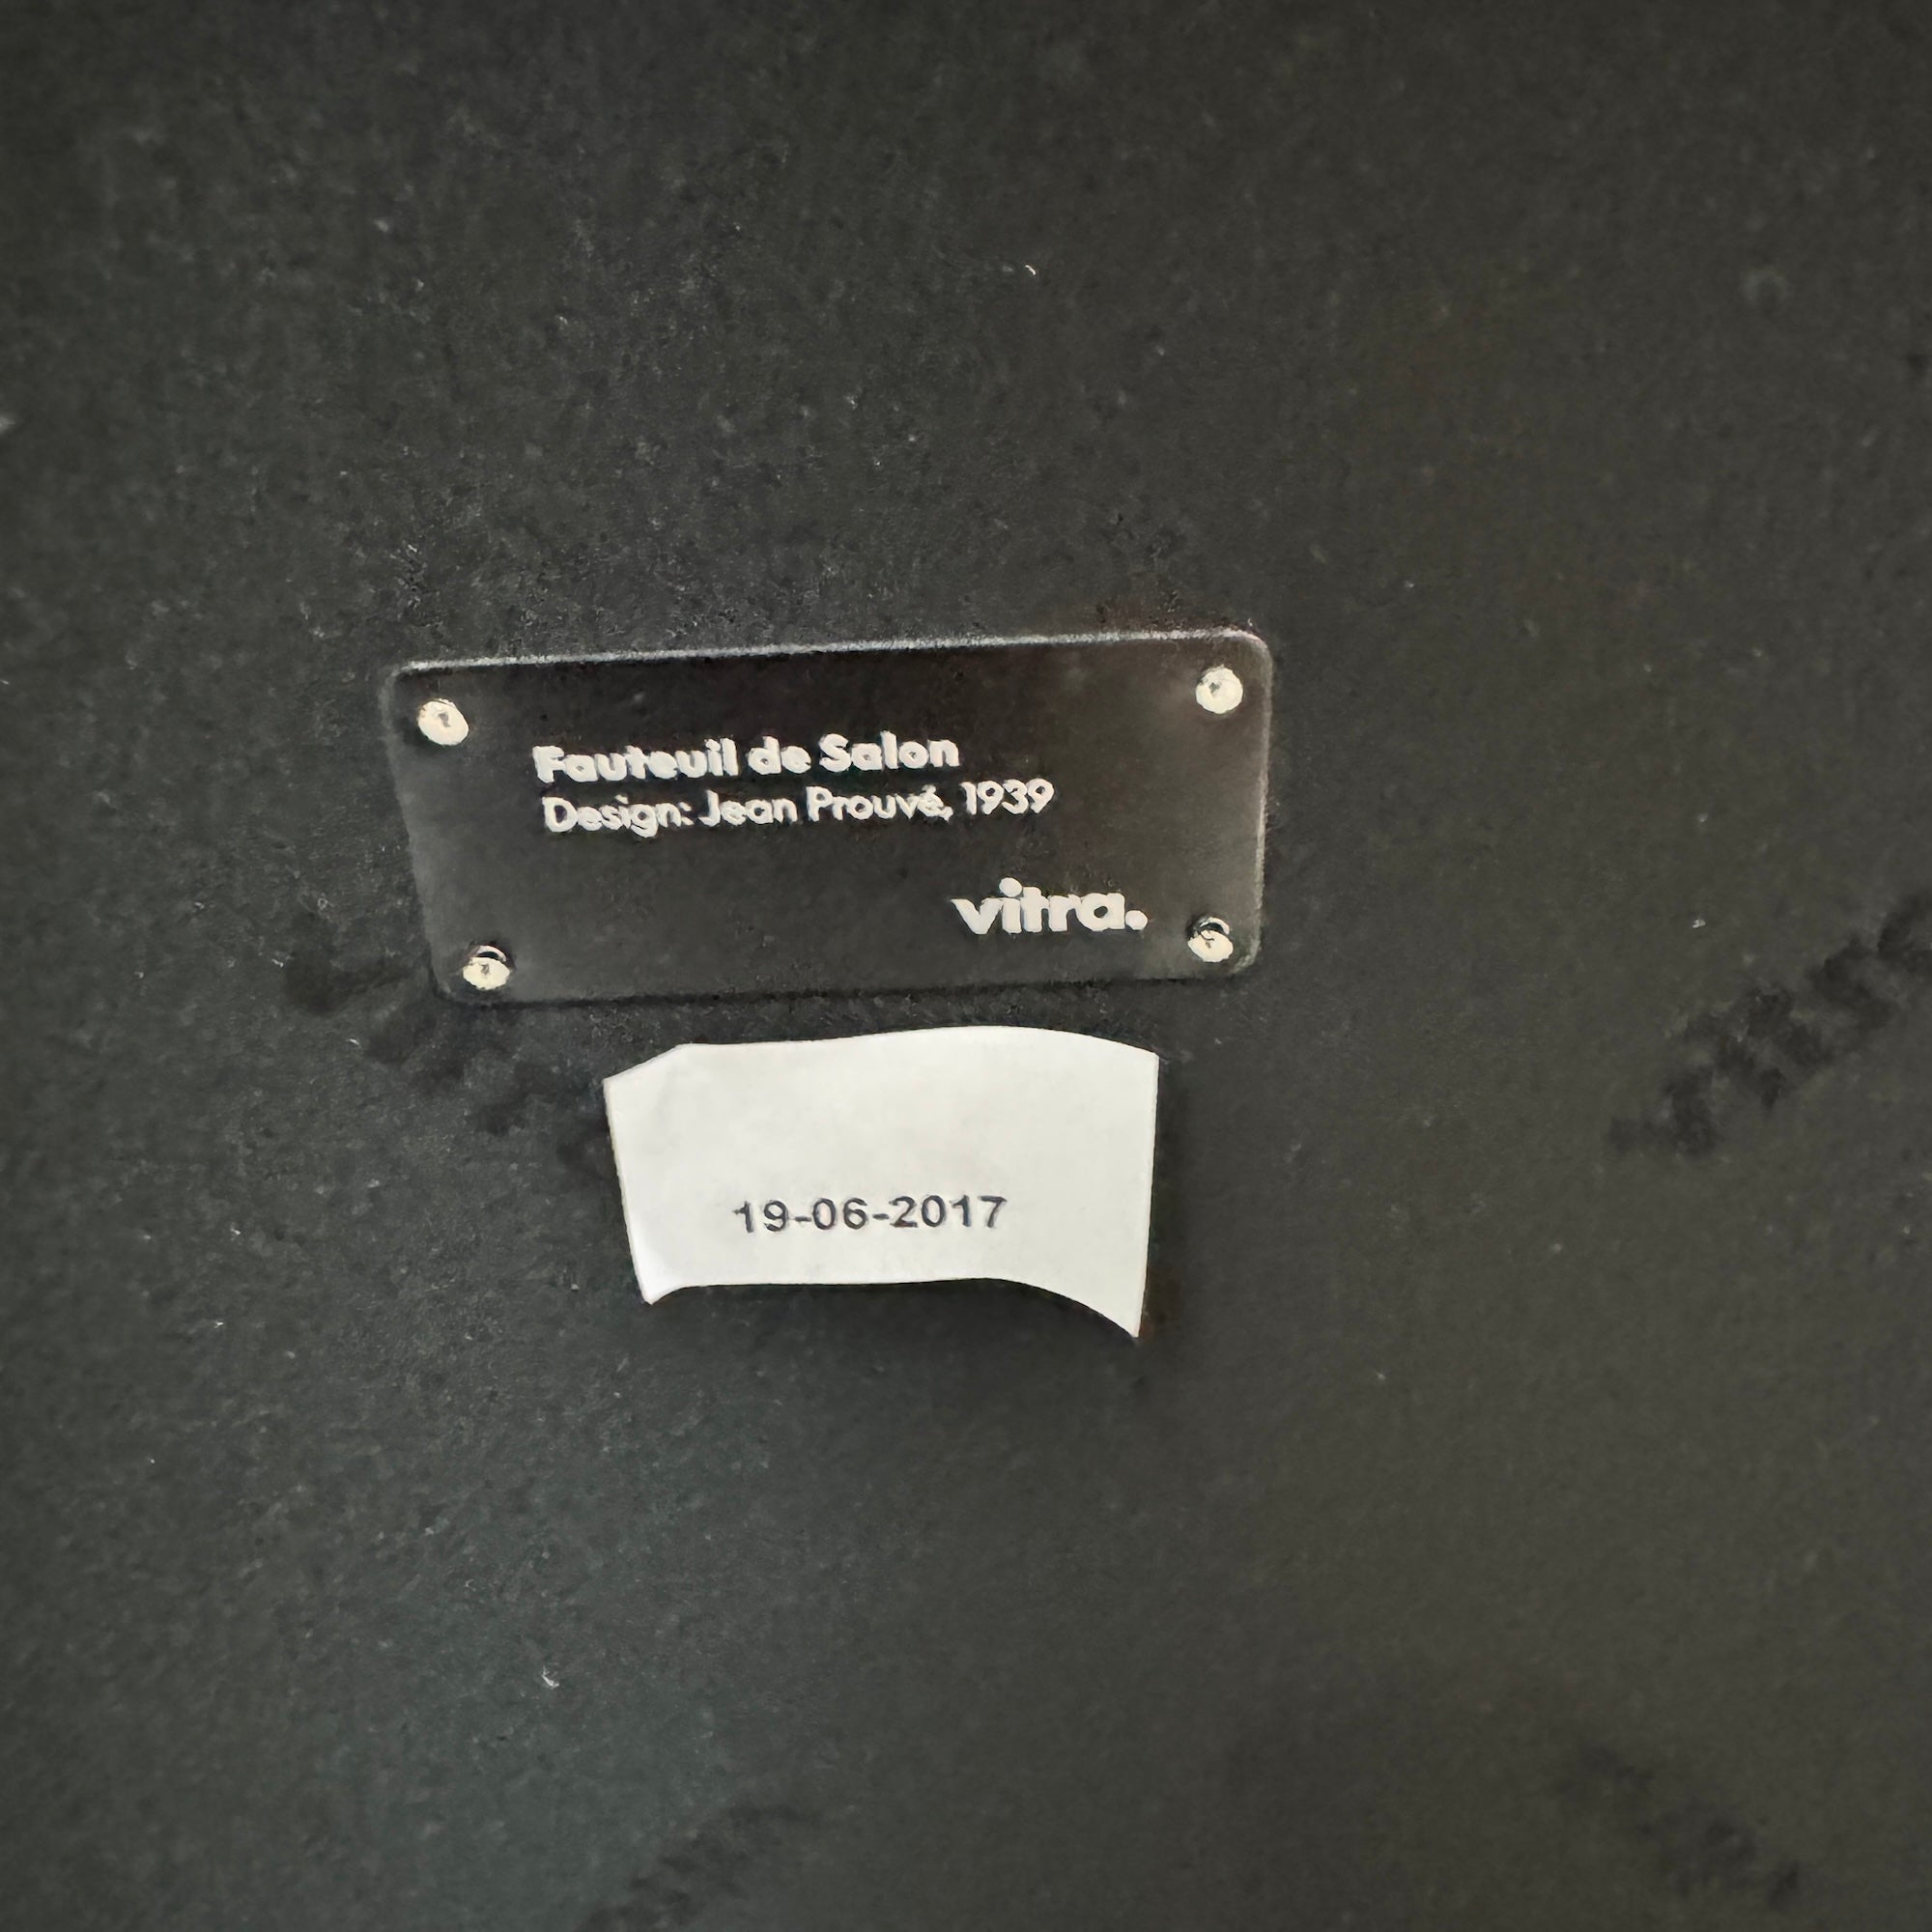 Fauteuil de Salon
Design: Jean Prouvé, 1939
vitra.
19-06-2017